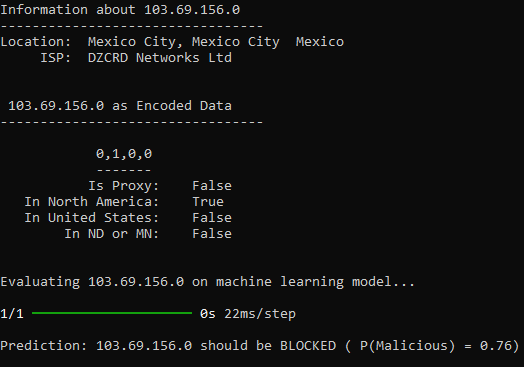 Information about 103.69.156.0
---------------------------------
Location:  Mexico City, Mexico City  Mexico
     ISP:  DZCRD Networks Ltd
 103.69.156.0 as Encoded Data
---------------------------------
            0,1,0,0
            -------
           Is Proxy:    False
   In North America:    True
   In United States:    False
        In ND or MN:    False
Evaluating 103.69.156.0 on machine learning model...
1/1 ━━━━━━━━━━━━━━━━━━━━ 0s 22ms/step
Prediction: 103.69.156.0 should be BLOCKED ( P(Malicious) = 0.76)